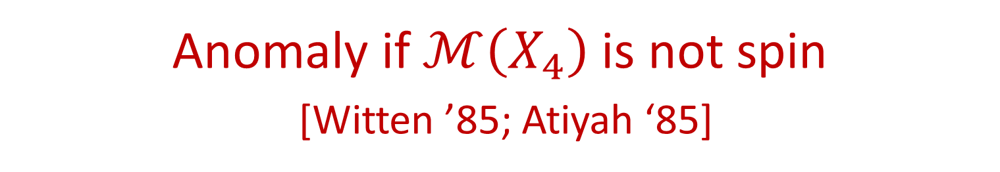 Anomaly if ℳ(X₄) is not spin
[Witten ’85; Atiyah ‘85]